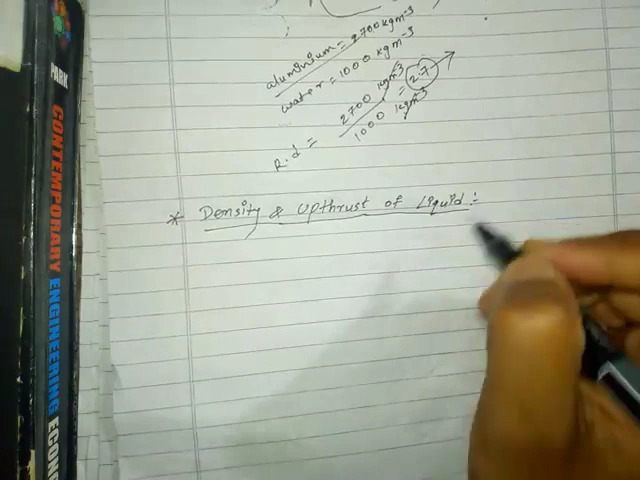 aluminium = 2700 kgm-3
water = 1000 kgm-3
R.d = 2700 kgm-3 / 1000 kgm-3 = 2.7
* Density & Upthrust of Liquid :-
PARK
CONTEMPORARY ENGINEERING ECONO